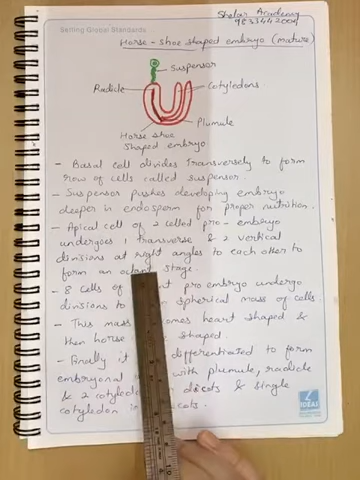 Setting Global Standards
Shelar Academy
9833442004
Horse-shoe shaped embryo (mature)
Suspensor
Radicle
Cotyledons
Plumule
Horse shoe
shaped embryo
- Basal cell divides transversely to form
row of cells called suspensor.
- Suspensor pushes developing embryo
deeper in endosperm for proper nutrition.
- Apical cell of 2 celled pro-embryo
undergoes 1 transverse & 2 vertical
divisions at right angles to each other to
form an octant stage.
- 8 cells of pro embryo undergo
divisions to spherical mass of cells.
- This mass heart shaped &
then horse shaped.
- Finally it differentiated to form
embryonal with plumule, radicle
& 2 cotyledons in dicots & single
cotyledon in
IDEAL